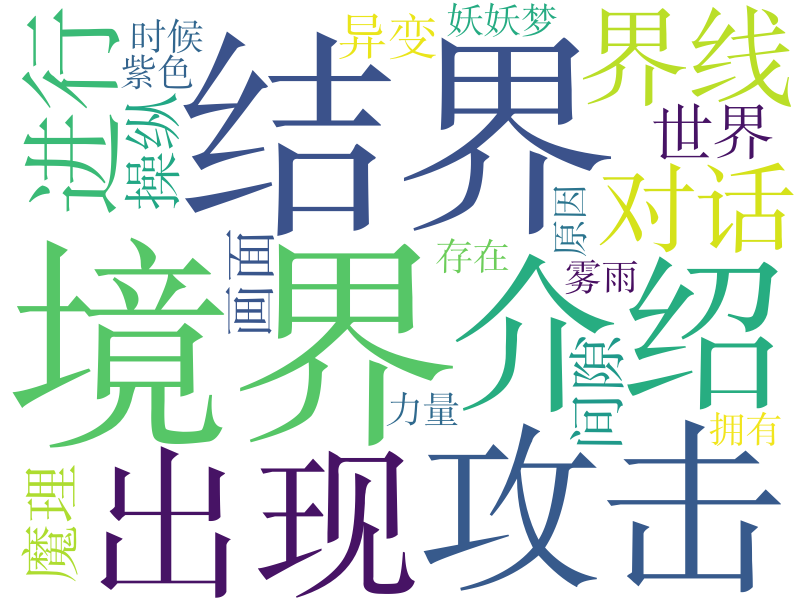 进行
时候
紫色
操纵
结界
异变
妖妖梦
界线
世界
对话
原因
画面
境界
存在
雾雨
介绍
间隙
力量
拥有
魔理
出现
攻击